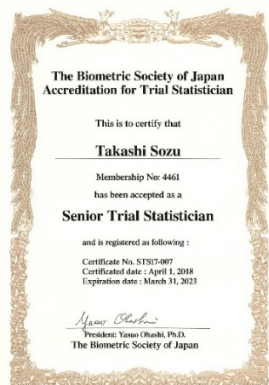 The Biometric Society of Japan
Accreditation for Trial Statistician
This is to certify that
Takashi Sozu
Membership No: 4461
has been accepted as a
Senior Trial Statistician
and is registered as following :
Certificate No. STS17-007
Certificated date : April 1, 2018
Expiration date : March 31, 2023
Yasuo Ohashi
President: Yasuo Ohashi, Ph.D.
The Biometric Society of Japan